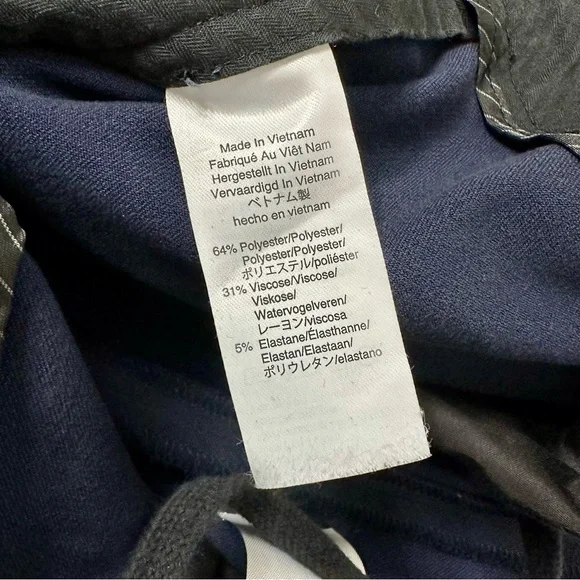 Made In Vietnam
Fabriqué Au Viêt Nam
Hergestellt In Vietnam
Vervaardigd In Vietnam
ベトナム製
hecho en vietnam
64% Polyester/Polyester/
Polyester/Polyester/
ポリエステル/poliéster
31% Viscose/Viscose/
Viskose/
Watervogelveren/
レーヨン/viscosa
5% Elastane/Élasthanne/
Elastan/Elastaan/
ポリウレタン/elastano